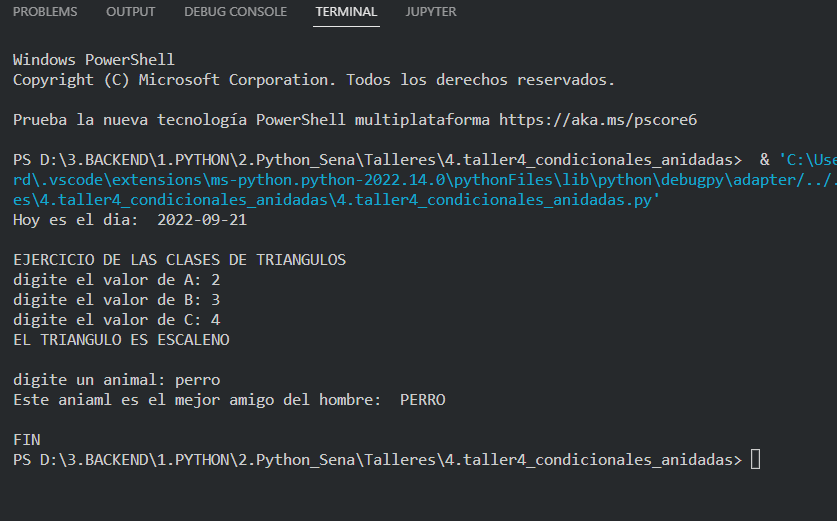 PROBLEMS OUTPUT DEBUG CONSOLE TERMINAL JUPYTER
Windows PowerShell
Copyright (C) Microsoft Corporation. Todos los derechos reservados.
Prueba la nueva tecnología PowerShell multiplataforma https://aka.ms/pscore6
PS D:\3.BACKEND\1.PYTHON\2.Python_Sena\Talleres\4.taller4_condicionales_anidadas>  & 'C:\Use
rd\.vscode\extensions\ms-python.python-2022.14.0\pythonFiles\lib\python\debugpy\adapter/../.
es\4.taller4_condicionales_anidadas\4.taller4_condicionales_anidadas.py'
Hoy es el dia:  2022-09-21
EJERCICIO DE LAS CLASES DE TRIANGULOS
digite el valor de A: 2
digite el valor de B: 3
digite el valor de C: 4
EL TRIANGULO ES ESCALENO
digite un animal: perro
Este aniaml es el mejor amigo del hombre:  PERRO
FIN
PS D:\3.BACKEND\1.PYTHON\2.Python_Sena\Talleres\4.taller4_condicionales_anidadas>